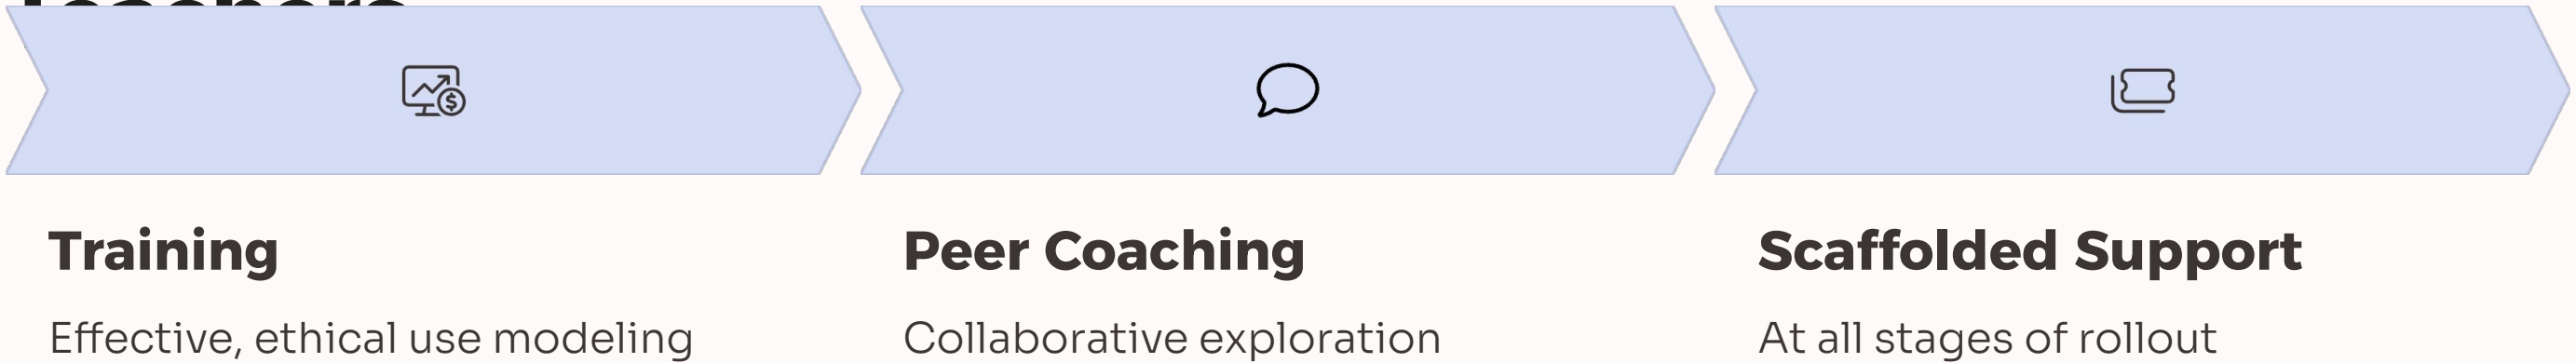 Training
Effective, ethical use modeling
Peer Coaching
Collaborative exploration
Scaffolded Support
At all stages of rollout